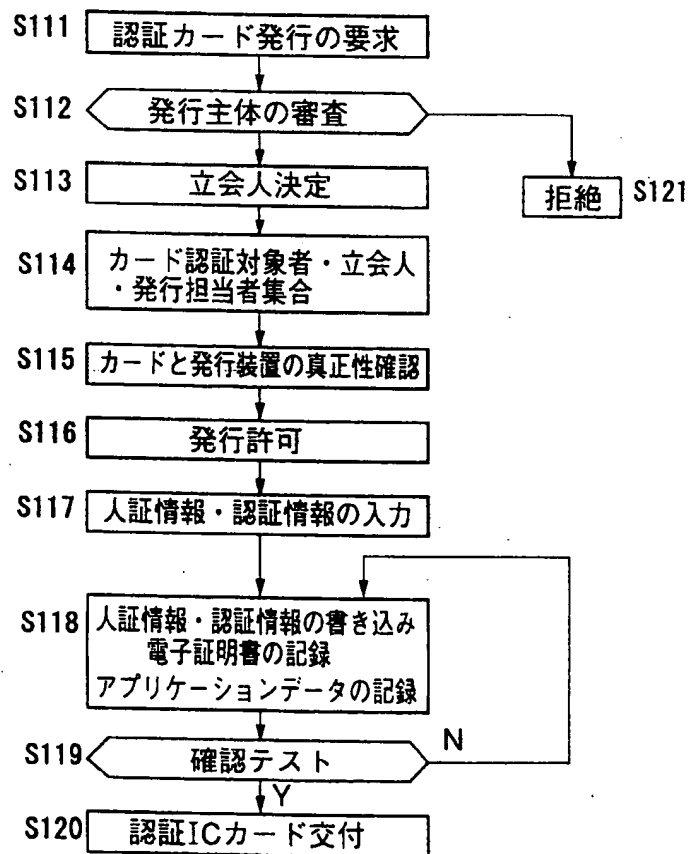 S111 認証カード発行の要求
S112 発行主体の審査
S113 立会人決定
拒絶 S121
S114 カード認証対象者・立会人
・発行担当者集合
S115 カードと発行装置の真正性確認
S116 発行許可
S117 人証情報・認証情報の入力
S118 人証情報・認証情報の書き込み
電子証明書の記録
アプリケーションデータの記録
S119 確認テスト N
Y
S120 認証ICカード交付